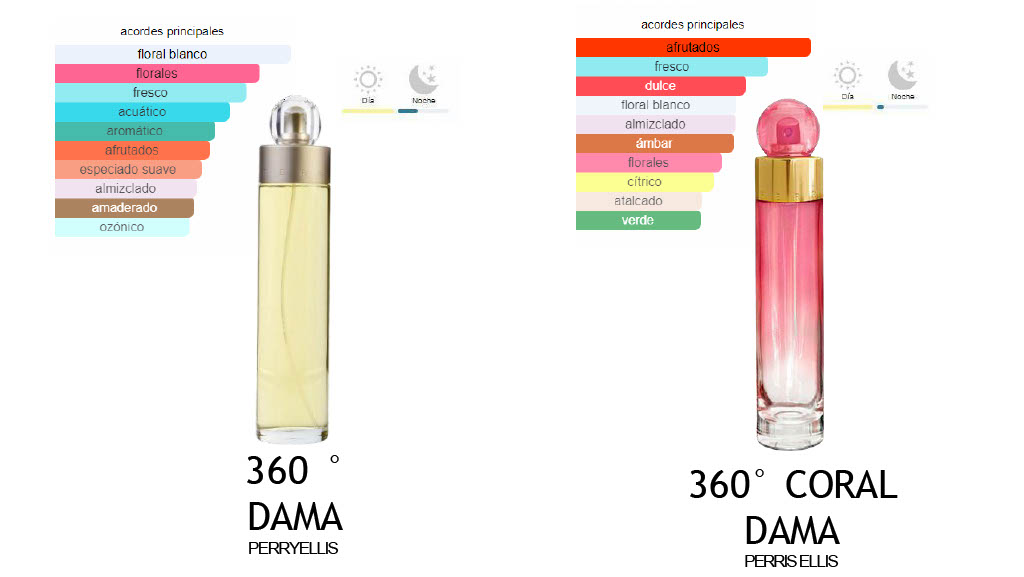 acordes principales
floral blanco
florales
fresco
acuático
aromático
afrutados
especiado suave
almizclado
amaderado
ozónico
Día
Noche
360 °
DAMA
PERRYELLIS
acordes principales
afrutados
fresco
dulce
floral blanco
almizclado
ámbar
florales
cítrico
atalcado
verde
Día
Noche
360° CORAL
DAMA
PERRIS ELLIS